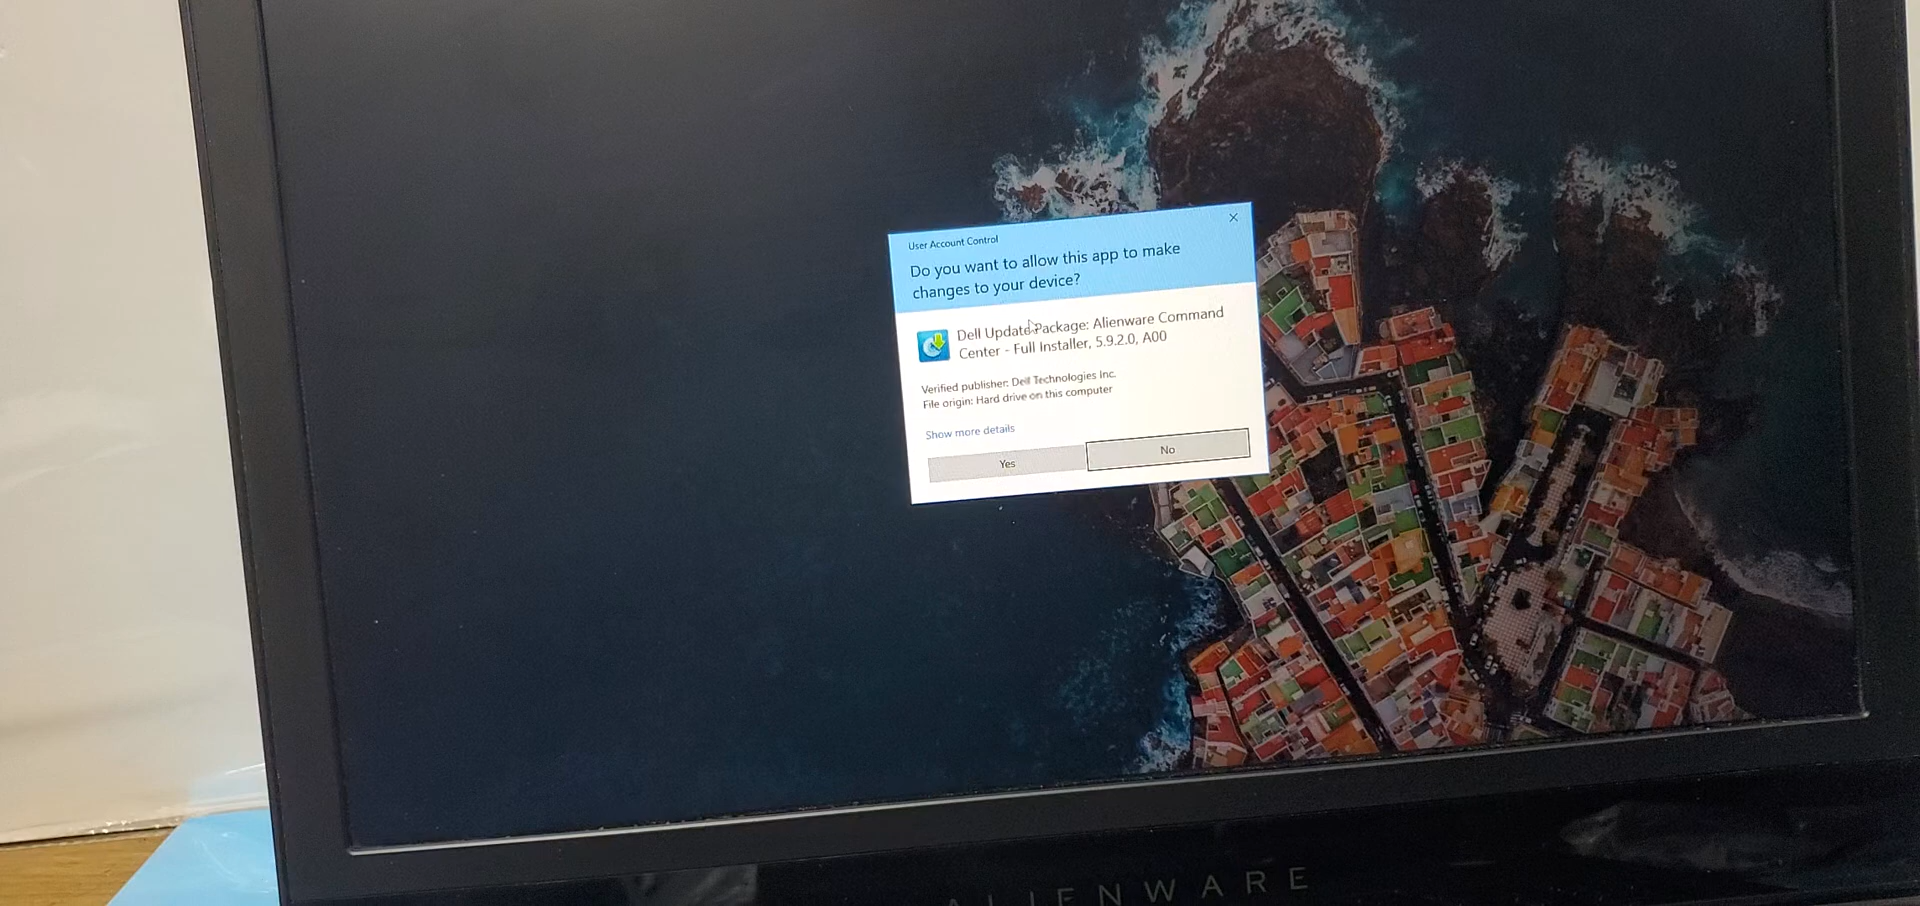 User Account Control
Do you want to allow this app to make
changes to your device?
Dell Update Package: Alienware Command
Center - Full Installer, 5.9.2.0, A00
Verified publisher: Dell Technologies Inc.
File origin: Hard drive on this computer
Show more details
Yes
No
ALIENWARE